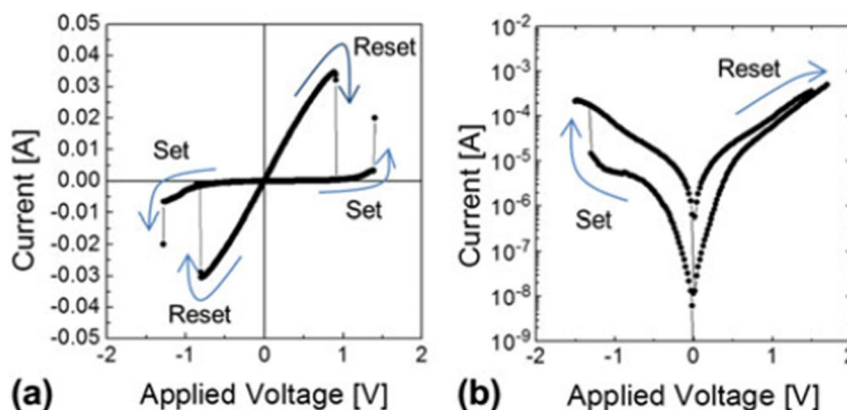 0.05
0.04
0.03
0.02
0.01
0.00
-0.01
-0.02
-0.03
-0.04
-0.05
Current [A]
Reset
Set
Set
Reset
-2
-1
0
1
2
(a)
Applied Voltage [V]
10-2
10-3
10-4
10-5
10-6
10-7
10-8
10-9
Current [A]
Reset
Set
-2
-1
0
1
2
(b)
Applied Voltage [V]